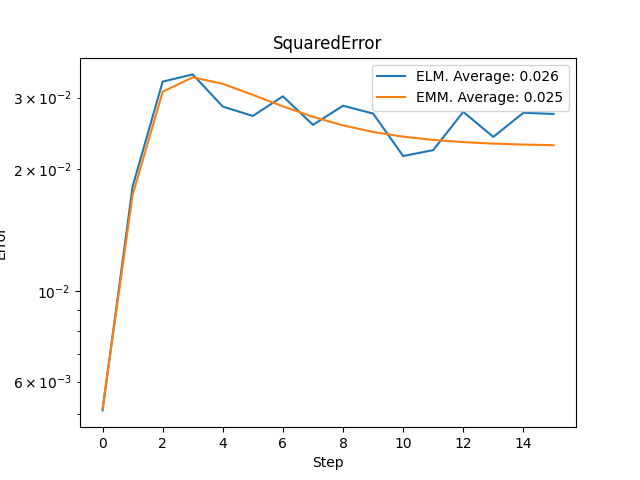 SquaredError
ELM. Average: 0.026
EMM. Average: 0.025
3 × 10⁻²
2 × 10⁻²
10⁻²
6 × 10⁻³
Error
0 2 4 6 8 10 12 14
Step